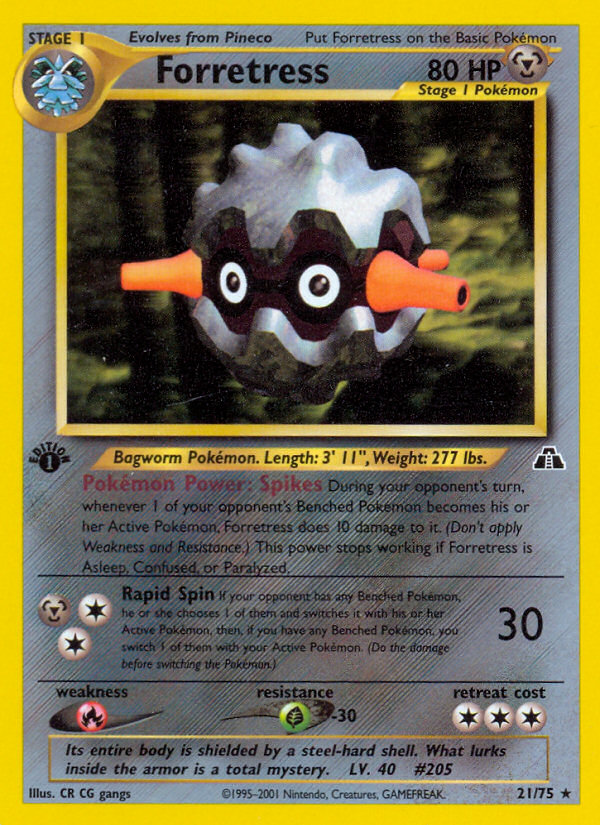 STAGE 1 Evolves from Pineco Put Forretress on the Basic Pokémon
Forretress 80 HP
Stage 1 Pokémon
EDITION
1
Bagworm Pokémon. Length: 3' 11", Weight: 277 lbs.
Pokémon Power: Spikes During your opponent's turn,
whenever 1 of your opponent's Benched Pokémon becomes his or
her Active Pokémon, Forretress does 10 damage to it. (Don't apply
Weakness and Resistance.) This power stops working if Forretress is
Asleep, Confused, or Paralyzed.
Rapid Spin If your opponent has any Benched Pokémon,
he or she chooses 1 of them and switches it with his or her
Active Pokémon, then, if you have any Benched Pokémon, you
switch 1 of them with your Active Pokémon. (Do the damage
before switching the Pokémon.)
30
weakness resistance retreat cost
-30
Its entire body is shielded by a steel-hard shell. What lurks
inside the armor is a total mystery. LV. 40 #205
Illus. CR CG gangs ©1995-2001 Nintendo, Creatures, GAMEFREAK. 21/75 ★